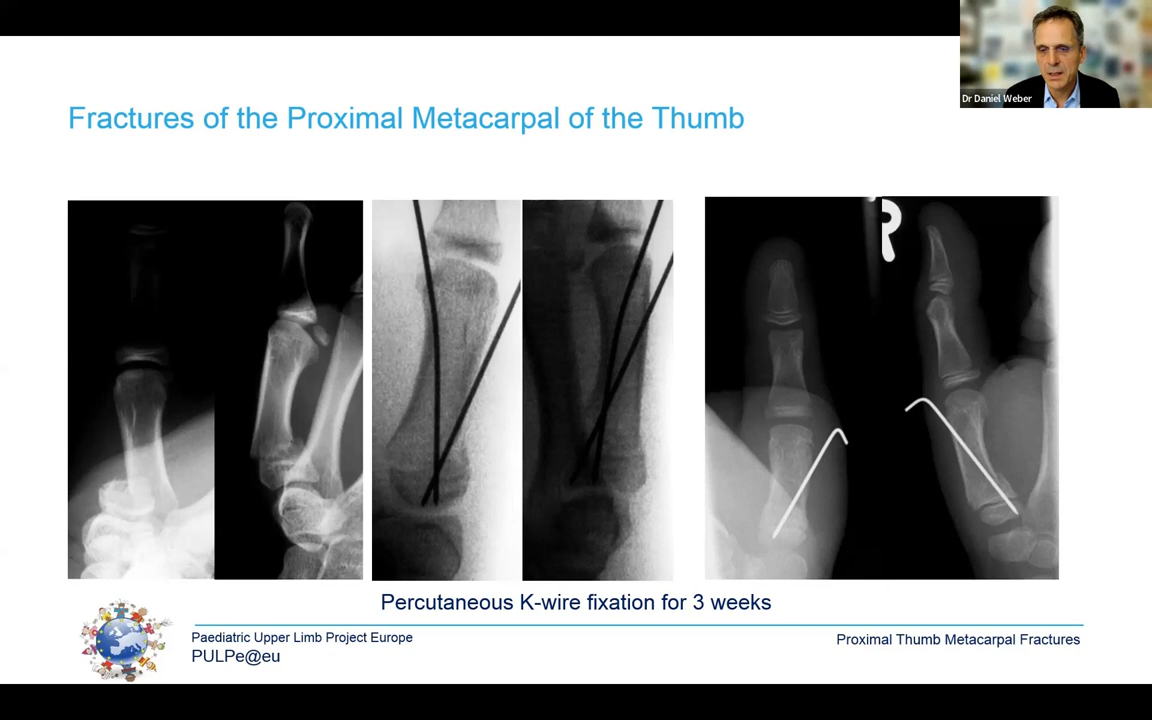 Dr Daniel Weber
Fractures of the Proximal Metacarpal of the Thumb
R
Percutaneous K-wire fixation for 3 weeks
Paediatric Upper Limb Project Europe
PULPe@eu
Proximal Thumb Metacarpal Fractures